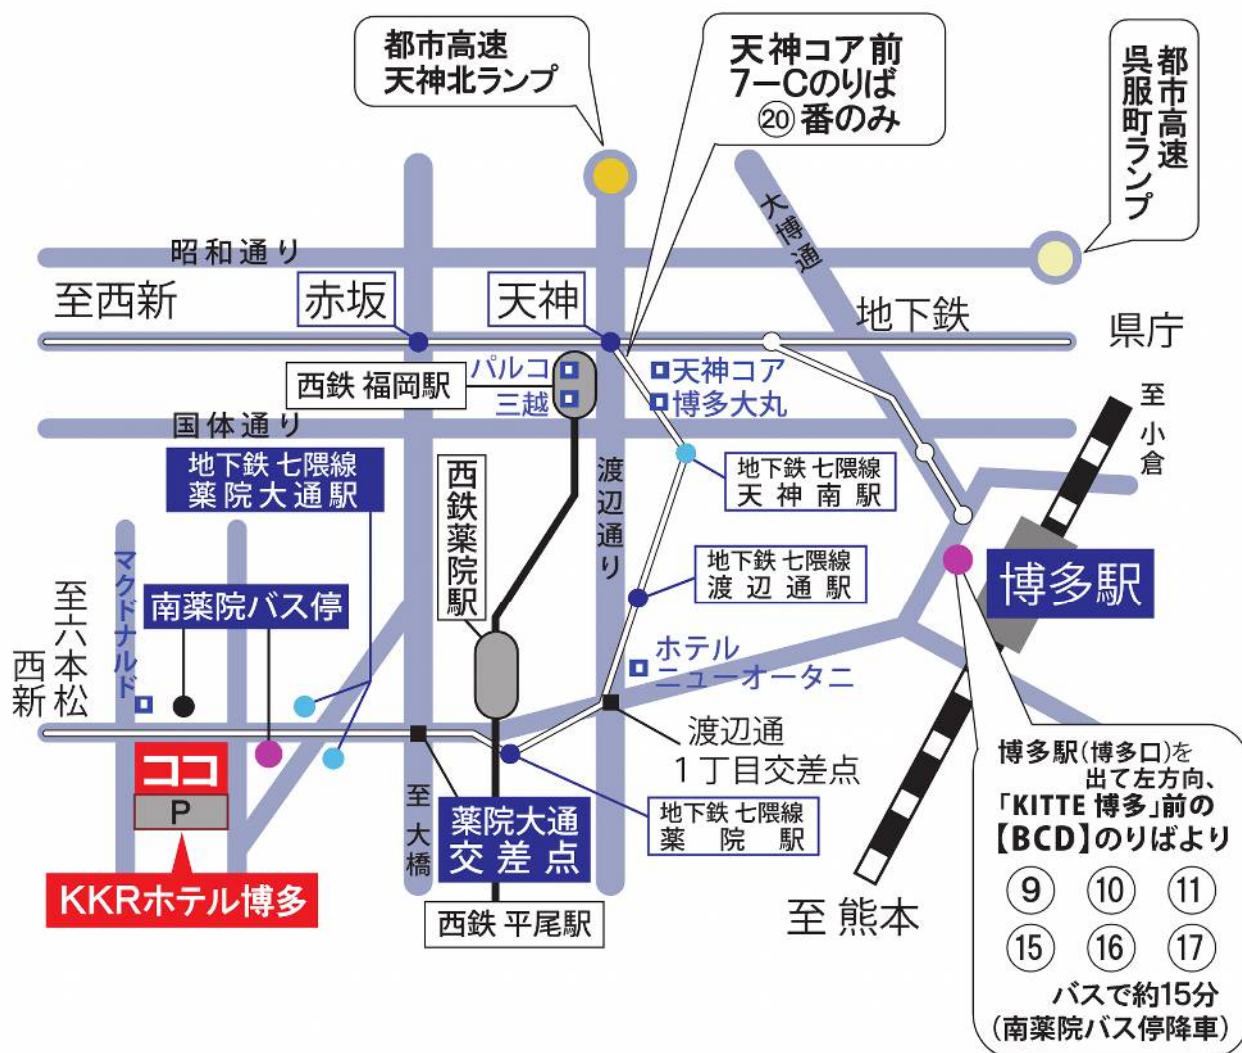 都市高速
天神北ランプ
天神コア前
7ーCのりば
⑳番のみ
都市高速
呉服町ランプ
大博通
昭和通り
至西新
赤坂
天神
地下鉄
県庁
西鉄 福岡駅
パルコ
三越
天神コア
博多大丸
至小倉
国体通り
地下鉄 七隈線
薬院大通駅
西鉄薬院駅
渡辺通り
地下鉄 七隈線
天神南駅
地下鉄 七隈線
渡辺通駅
博多駅
マクドナルド
南薬院バス停
至六本松
西新
ホテル
ニューオータニ
渡辺通
1丁目交差点
ココ
P
KKRホテル博多
至大橋
薬院大通
交差点
地下鉄 七隈線
薬院駅
西鉄 平尾駅
至 熊本
博多駅(博多口)を
出て左方向、
「KITTE 博多」前の
【BCD】のりばより
⑨ ⑩ ⑪
⑮ ⑯ ⑰
バスで約15分
(南薬院バス停降車)